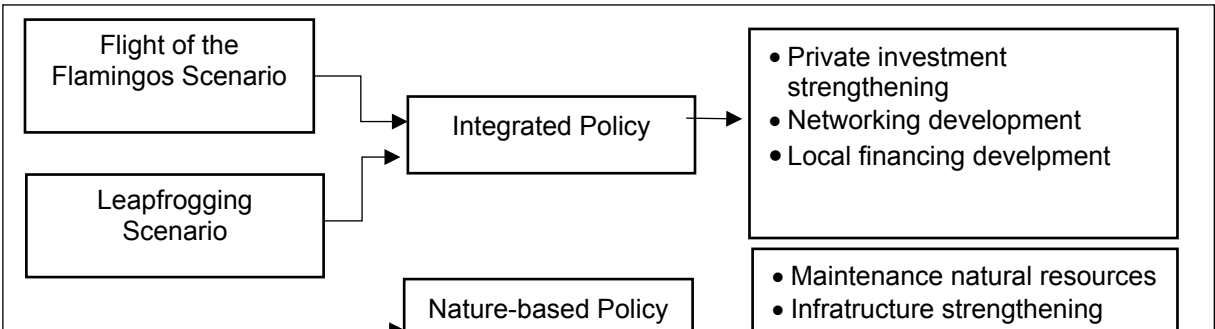 Flight of the
Flamingos Scenario
Integrated Policy
• Private investment
strengthening
• Networking development
• Local financing develpment
Leapfrogging
Scenario
Nature-based Policy
• Maintenance natural resources
• Infratructure strengthening